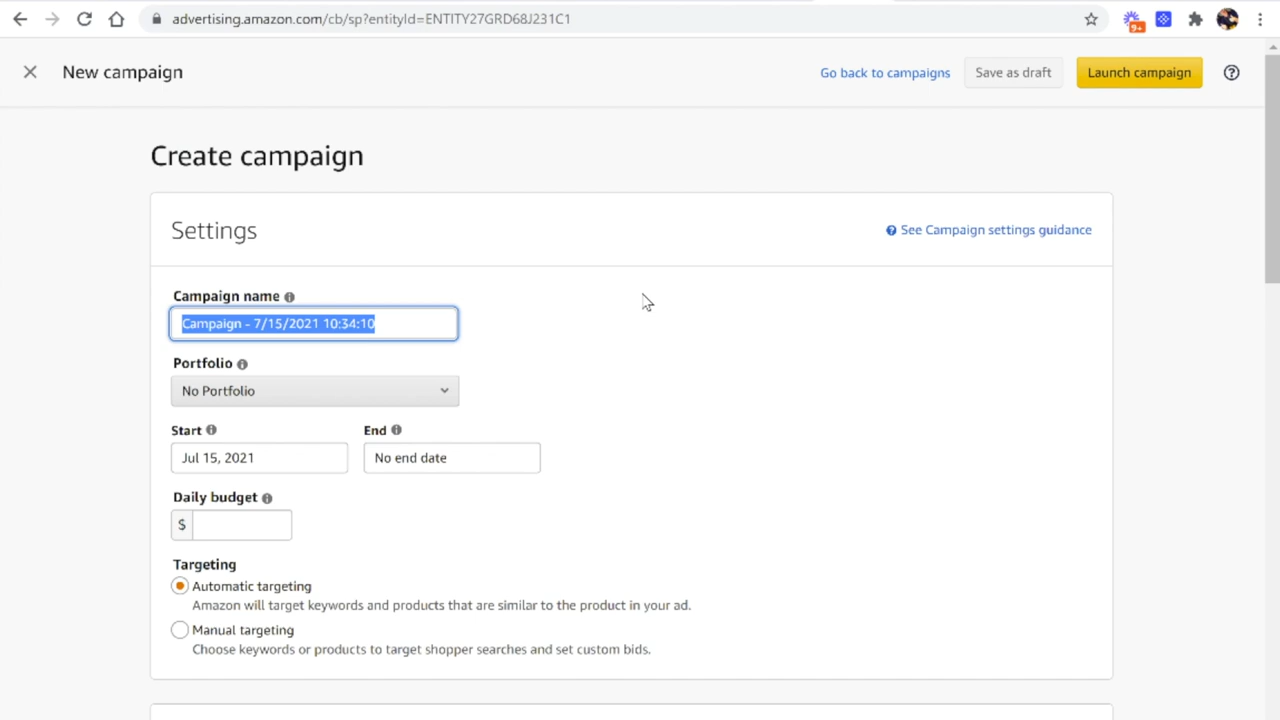 advertising.amazon.com/cb/sp?entityId=ENTITY27GRD68J231C1
9+
New campaign
Go back to campaigns
Save as draft
Launch campaign
Create campaign
Settings
See Campaign settings guidance
Campaign name
Campaign - 7/15/2021 10:34:10
Portfolio
No Portfolio
Start
End
Jul 15, 2021
No end date
Daily budget
$
Targeting
Automatic targeting
Amazon will target keywords and products that are similar to the product in your ad.
Manual targeting
Choose keywords or products to target shopper searches and set custom bids.